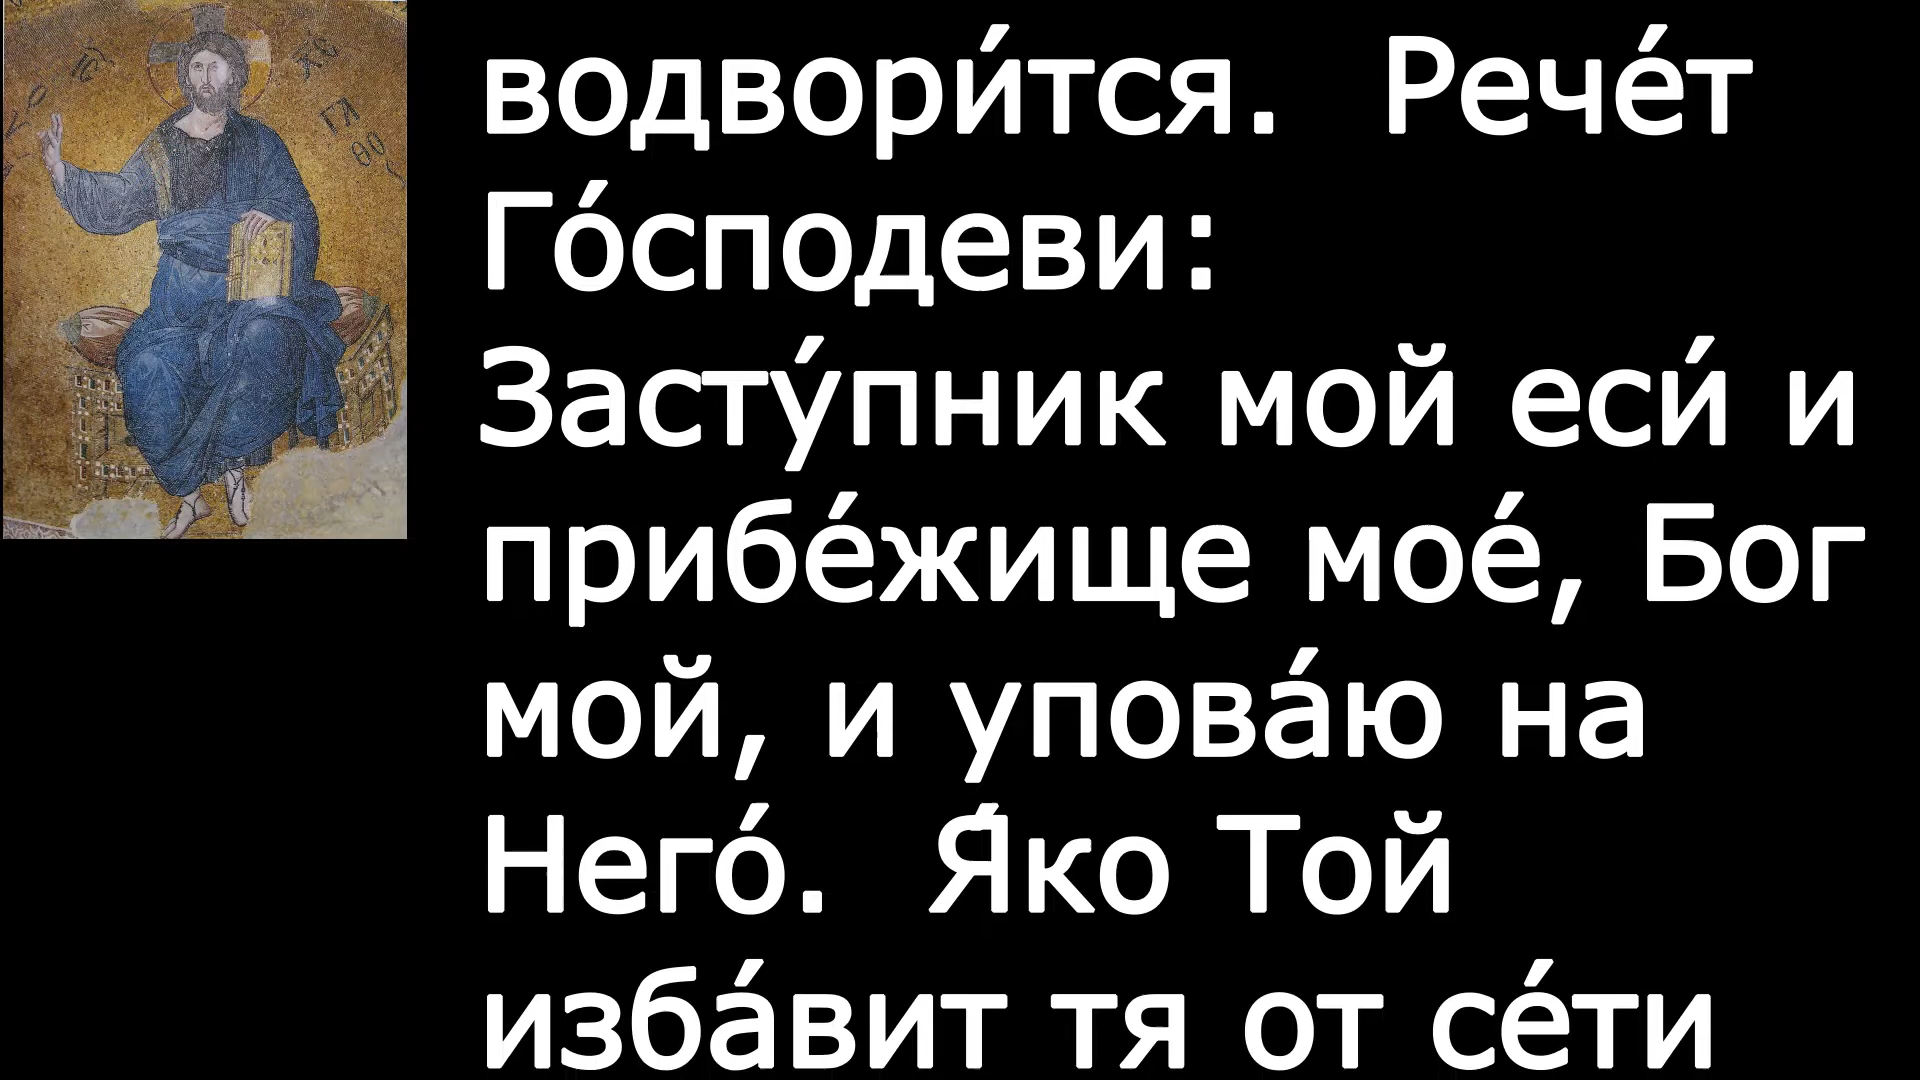 водвори́тся.  Рече́т
Го́сподеви:
Засту́пник мой еси́ и
прибе́жище мое́, Бог
мой, и упова́ю на
Него́.  Я́ко Той
изба́вит тя от се́ти